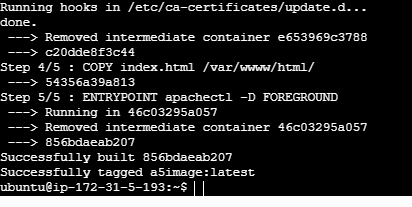 Running hooks in /etc/ca-certificates/update.d...
done.
---> Removed intermediate container e653969c3788
---> c20dde8f3c44
Step 4/5 : COPY index.html /var/wwww/html/
---> 54356a39a813
Step 5/5 : ENTRYPOINT apachectl -D FOREGROUND
---> Running in 46c03295a057
---> Removed intermediate container 46c03295a057
---> 856bdaeab207
Successfully built 856bdaeab207
Successfully tagged a5image:latest
ubuntu@ip-172-31-5-193:~$